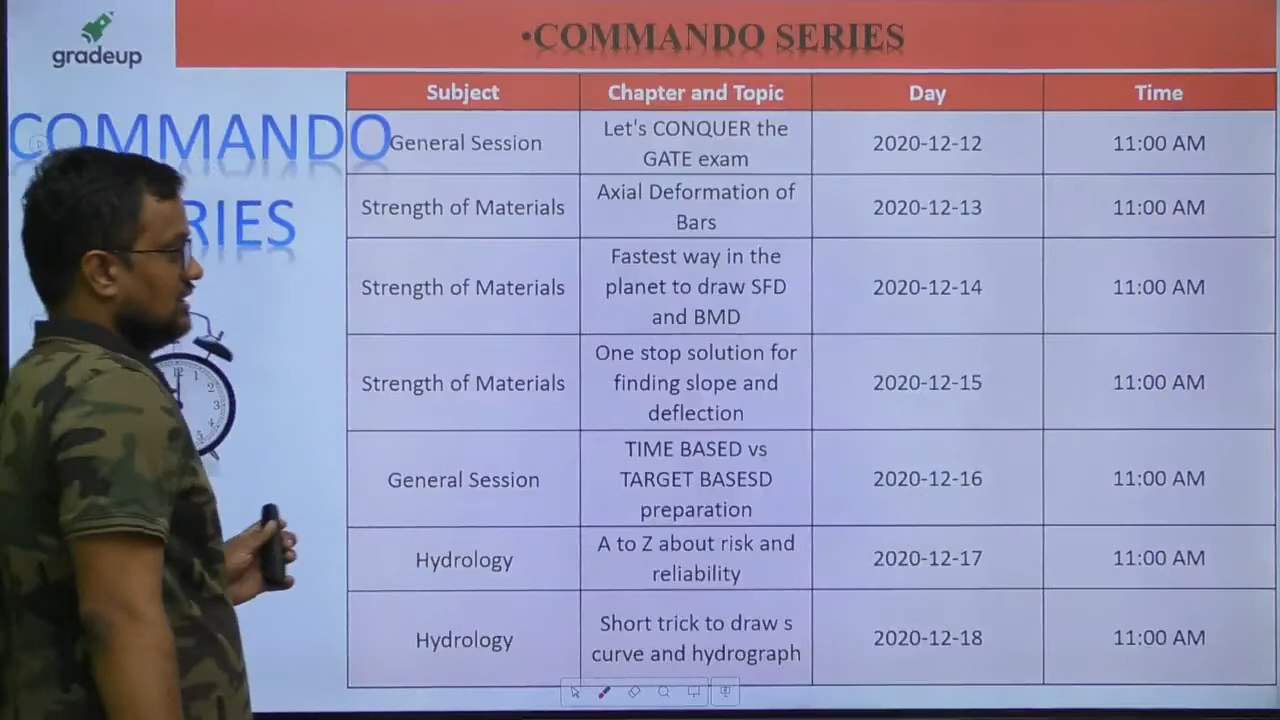 gradeup
•COMMANDO SERIES
COMMANDO
RIES
Subject Chapter and Topic Day Time
General Session Let's CONQUER the 2020-12-12 11:00 AM
GATE exam
Strength of Materials Axial Deformation of 2020-12-13 11:00 AM
Bars
Strength of Materials Fastest way in the 2020-12-14 11:00 AM
planet to draw SFD
and BMD
Strength of Materials One stop solution for 2020-12-15 11:00 AM
finding slope and
deflection
General Session TIME BASED vs 2020-12-16 11:00 AM
TARGET BASESD
preparation
Hydrology A to Z about risk and 2020-12-17 11:00 AM
reliability
Hydrology Short trick to draw s 2020-12-18 11:00 AM
curve and hydrograph
12 1
2
3